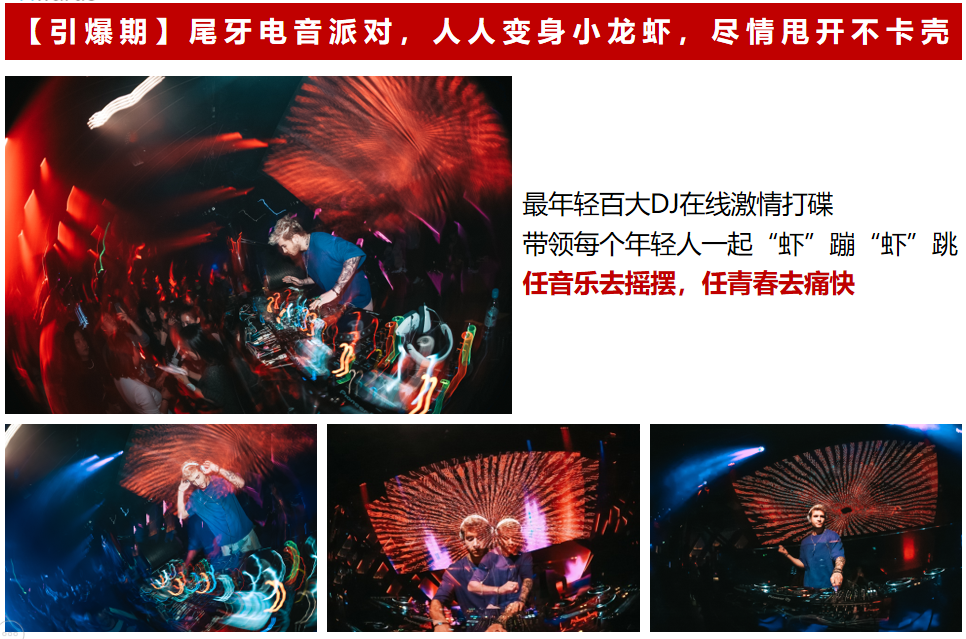 【引爆期】尾牙电音派对，人人变身小龙虾，尽情甩开不卡壳
最年轻百大DJ在线激情打碟
带领每个年轻人一起“虾”蹦“虾”跳
任音乐去摇摆，任青春去痛快